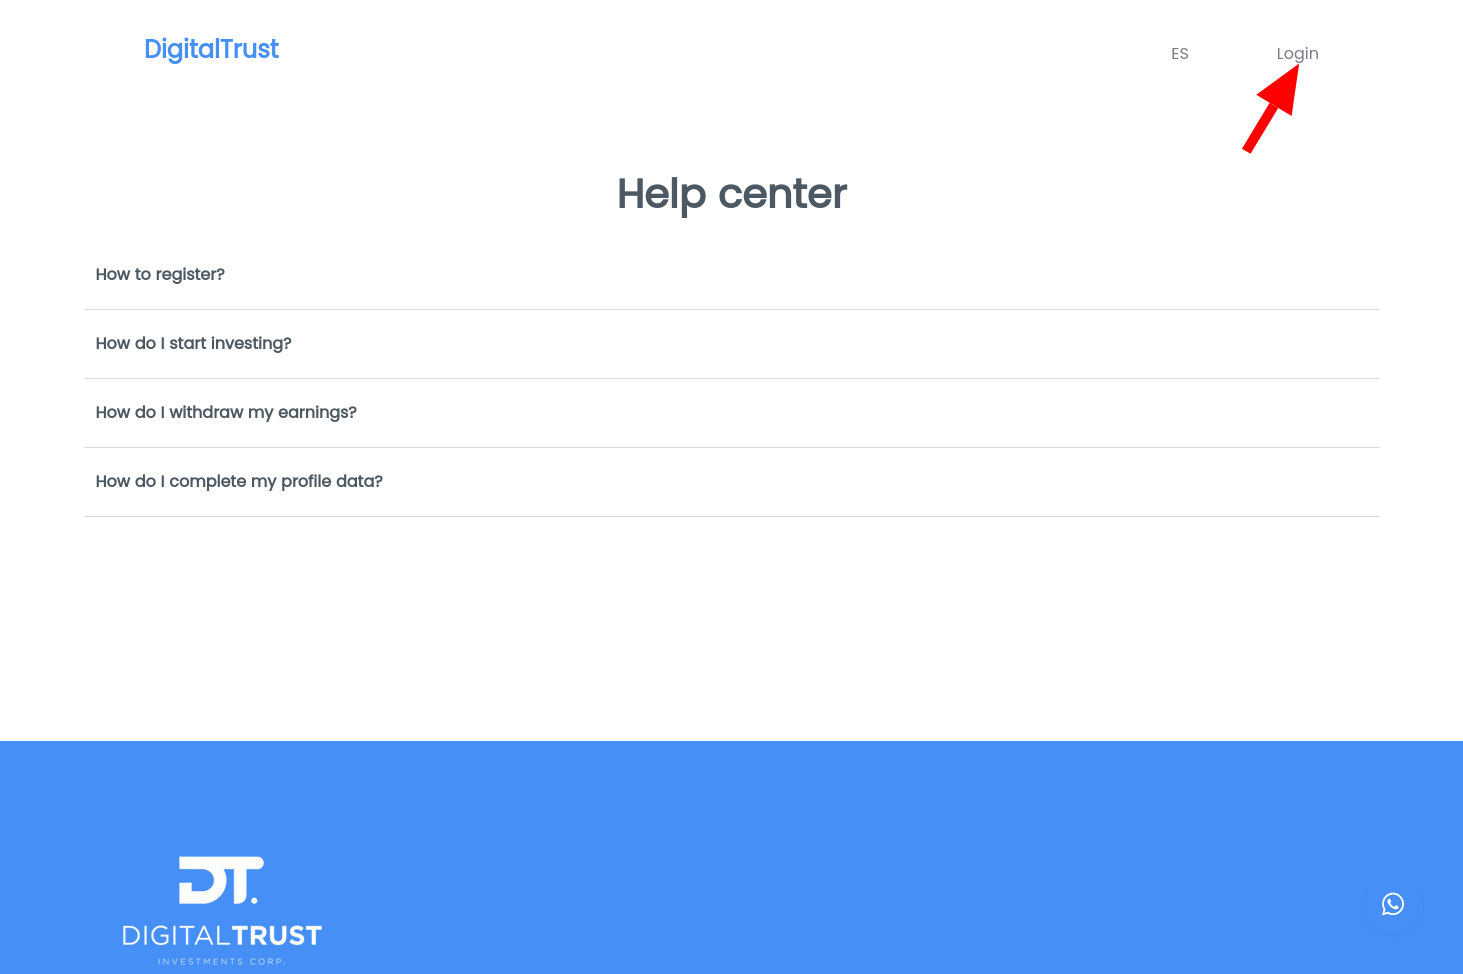 DigitalTrust
ES
Login
Help center
How to register?
How do I start investing?
How do I withdraw my earnings?
How do I complete my profile data?
DT.
DIGITALTRUST
INVESTMENTS CORP.